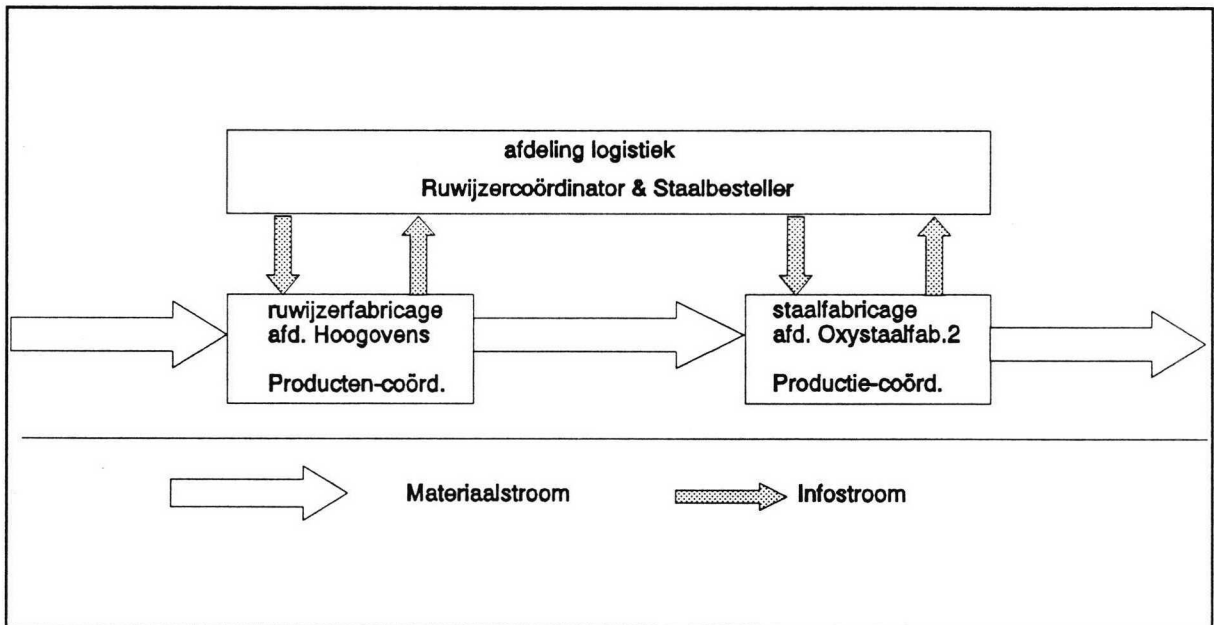 afdeling logistiek
Ruwijzercoördinator & Staalbesteller
ruwijzerfabricage
afd. Hoogovens
Producten-coörd.
staalfabricage
afd. Oxystaalfab.2
Productie-coörd.
Materiaalstroom
Infostroom